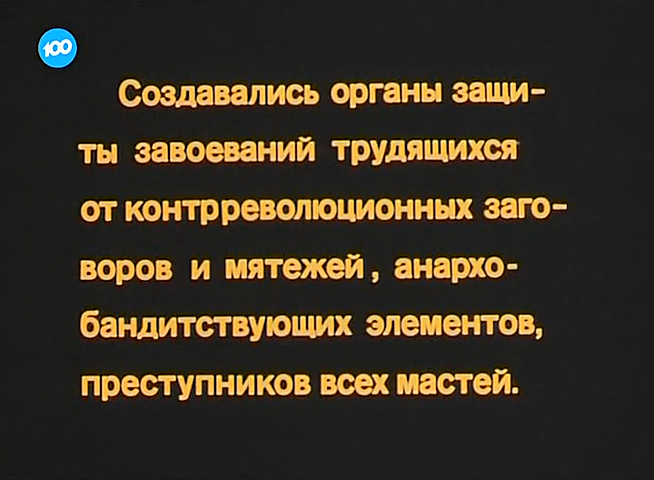 100
Создавались органы защи-
ты завоеваний трудящихся
от контрреволюционных заго-
воров и мятежей, анархо-
бандитствующих элементов,
преступников всех мастей.